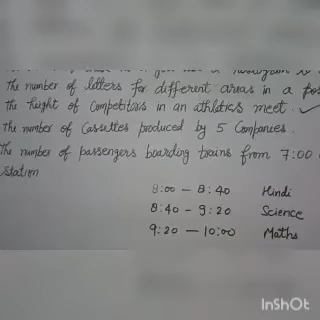 The number of letters for different areas in a pos
The height of Competitors in an athletics meet. ✓
The number of Cassettes produced by 5 Companies.
The number of passengers boarding trains from 7:00
station
8:00 – 8:40 Hindi
8:40 - 9:20 Science
9:20 – 10:00 Maths
InShOt